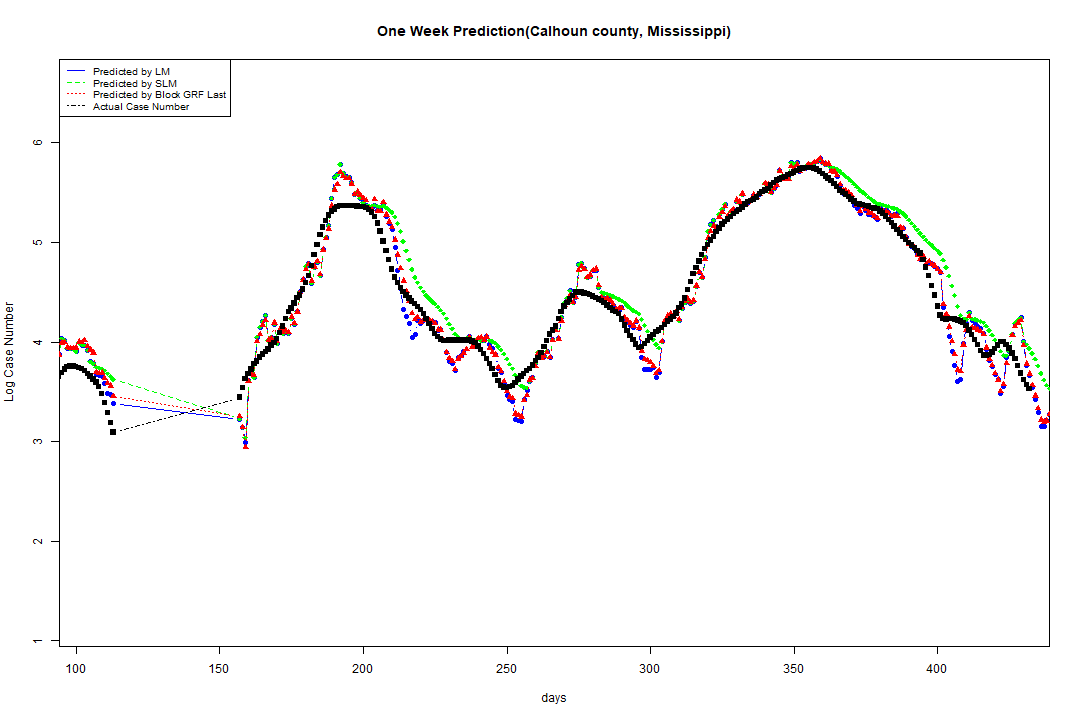 One Week Prediction(Calhoun county, Mississippi)
Predicted by LM
Predicted by SLM
Predicted by Block GRF Last
Actual Case Number
6
5
4
3
2
1
Log Case Number
100 150 200 250 300 350 400
days